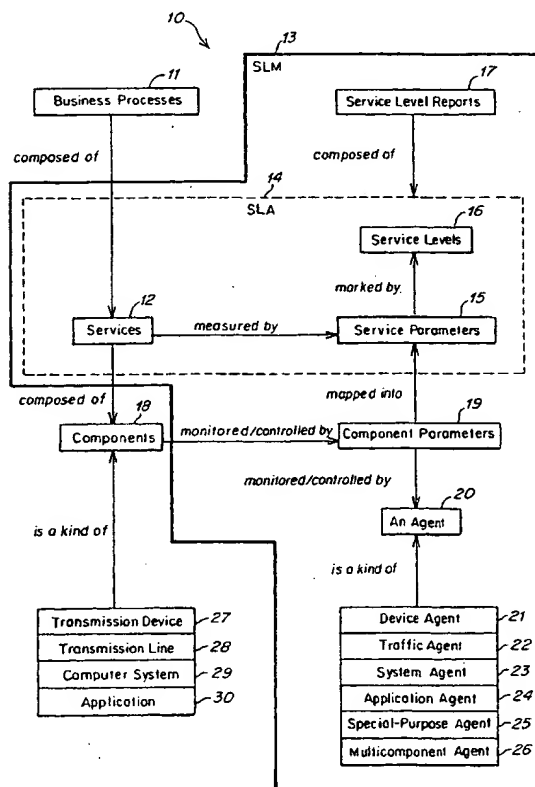 10
13
SLM
11
17
Business Processes
Service Level Reports
composed of
composed of
14
SLA
16
Service Levels
marked by
12
15
Services
measured by
Service Parameters
composed of
mapped into
18
19
Components
monitored/controlled by
Component Parameters
monitored/controlled by
20
An Agent
is a kind of
is a kind of
Transmission Device 27
Transmission Line 28
Computer System 29
Application 30
Device Agent 21
Traffic Agent 22
System Agent 23
Application Agent 24
Special-Purpose Agent 25
Multicomponent Agent 26